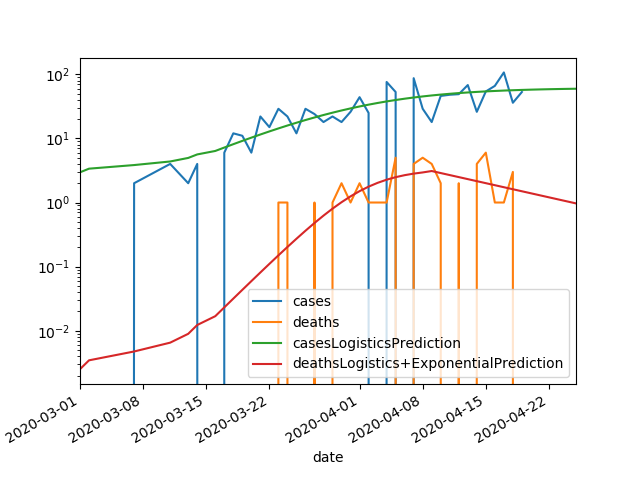 10²
10¹
10⁰
10⁻¹
10⁻²
cases
deaths
casesLogisticsPrediction
deathsLogistics+ExponentialPrediction
2020-03-01
2020-03-08
2020-03-15
2020-03-22
2020-04-01
2020-04-08
2020-04-15
2020-04-22
date